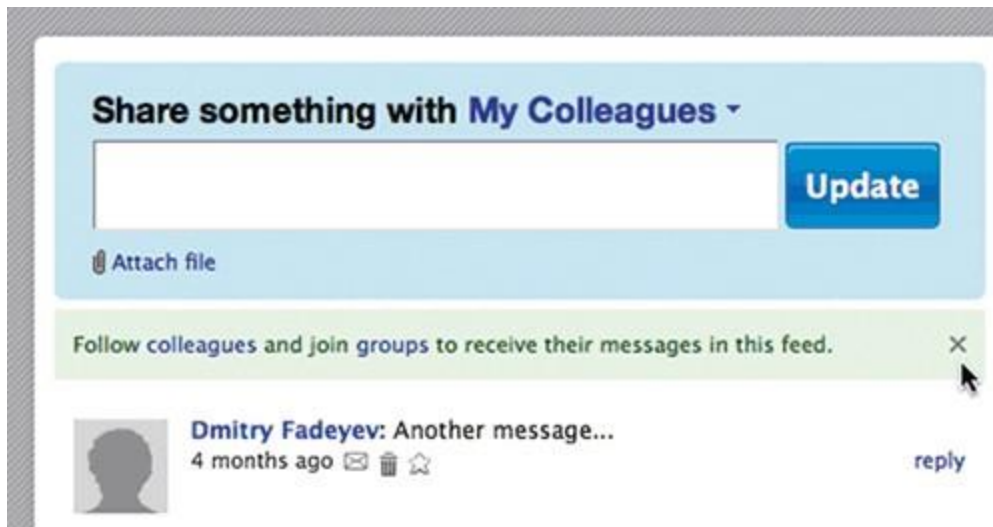 Share something with My Colleagues
Update
Attach file
Follow colleagues and join groups to receive their messages in this feed.
Dmitry Fadeyev: Another message...
4 months ago
reply